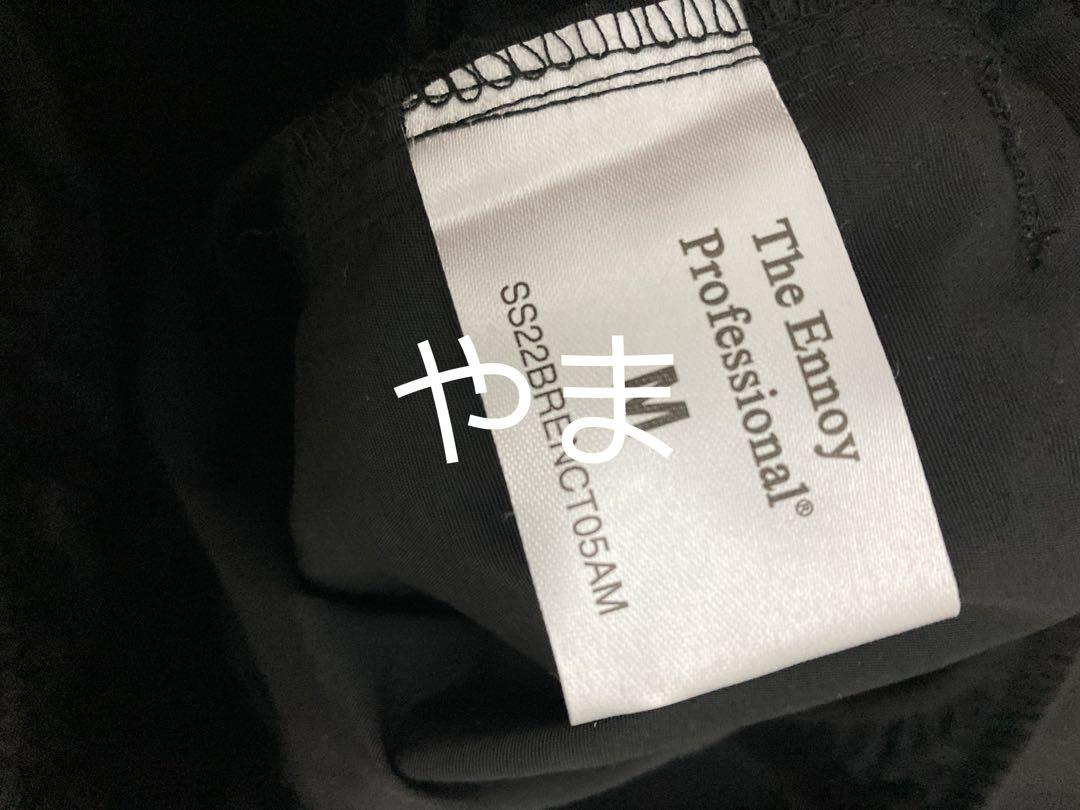 The Ennoy
Professional®
M
SS22BRENCT05AM
やま